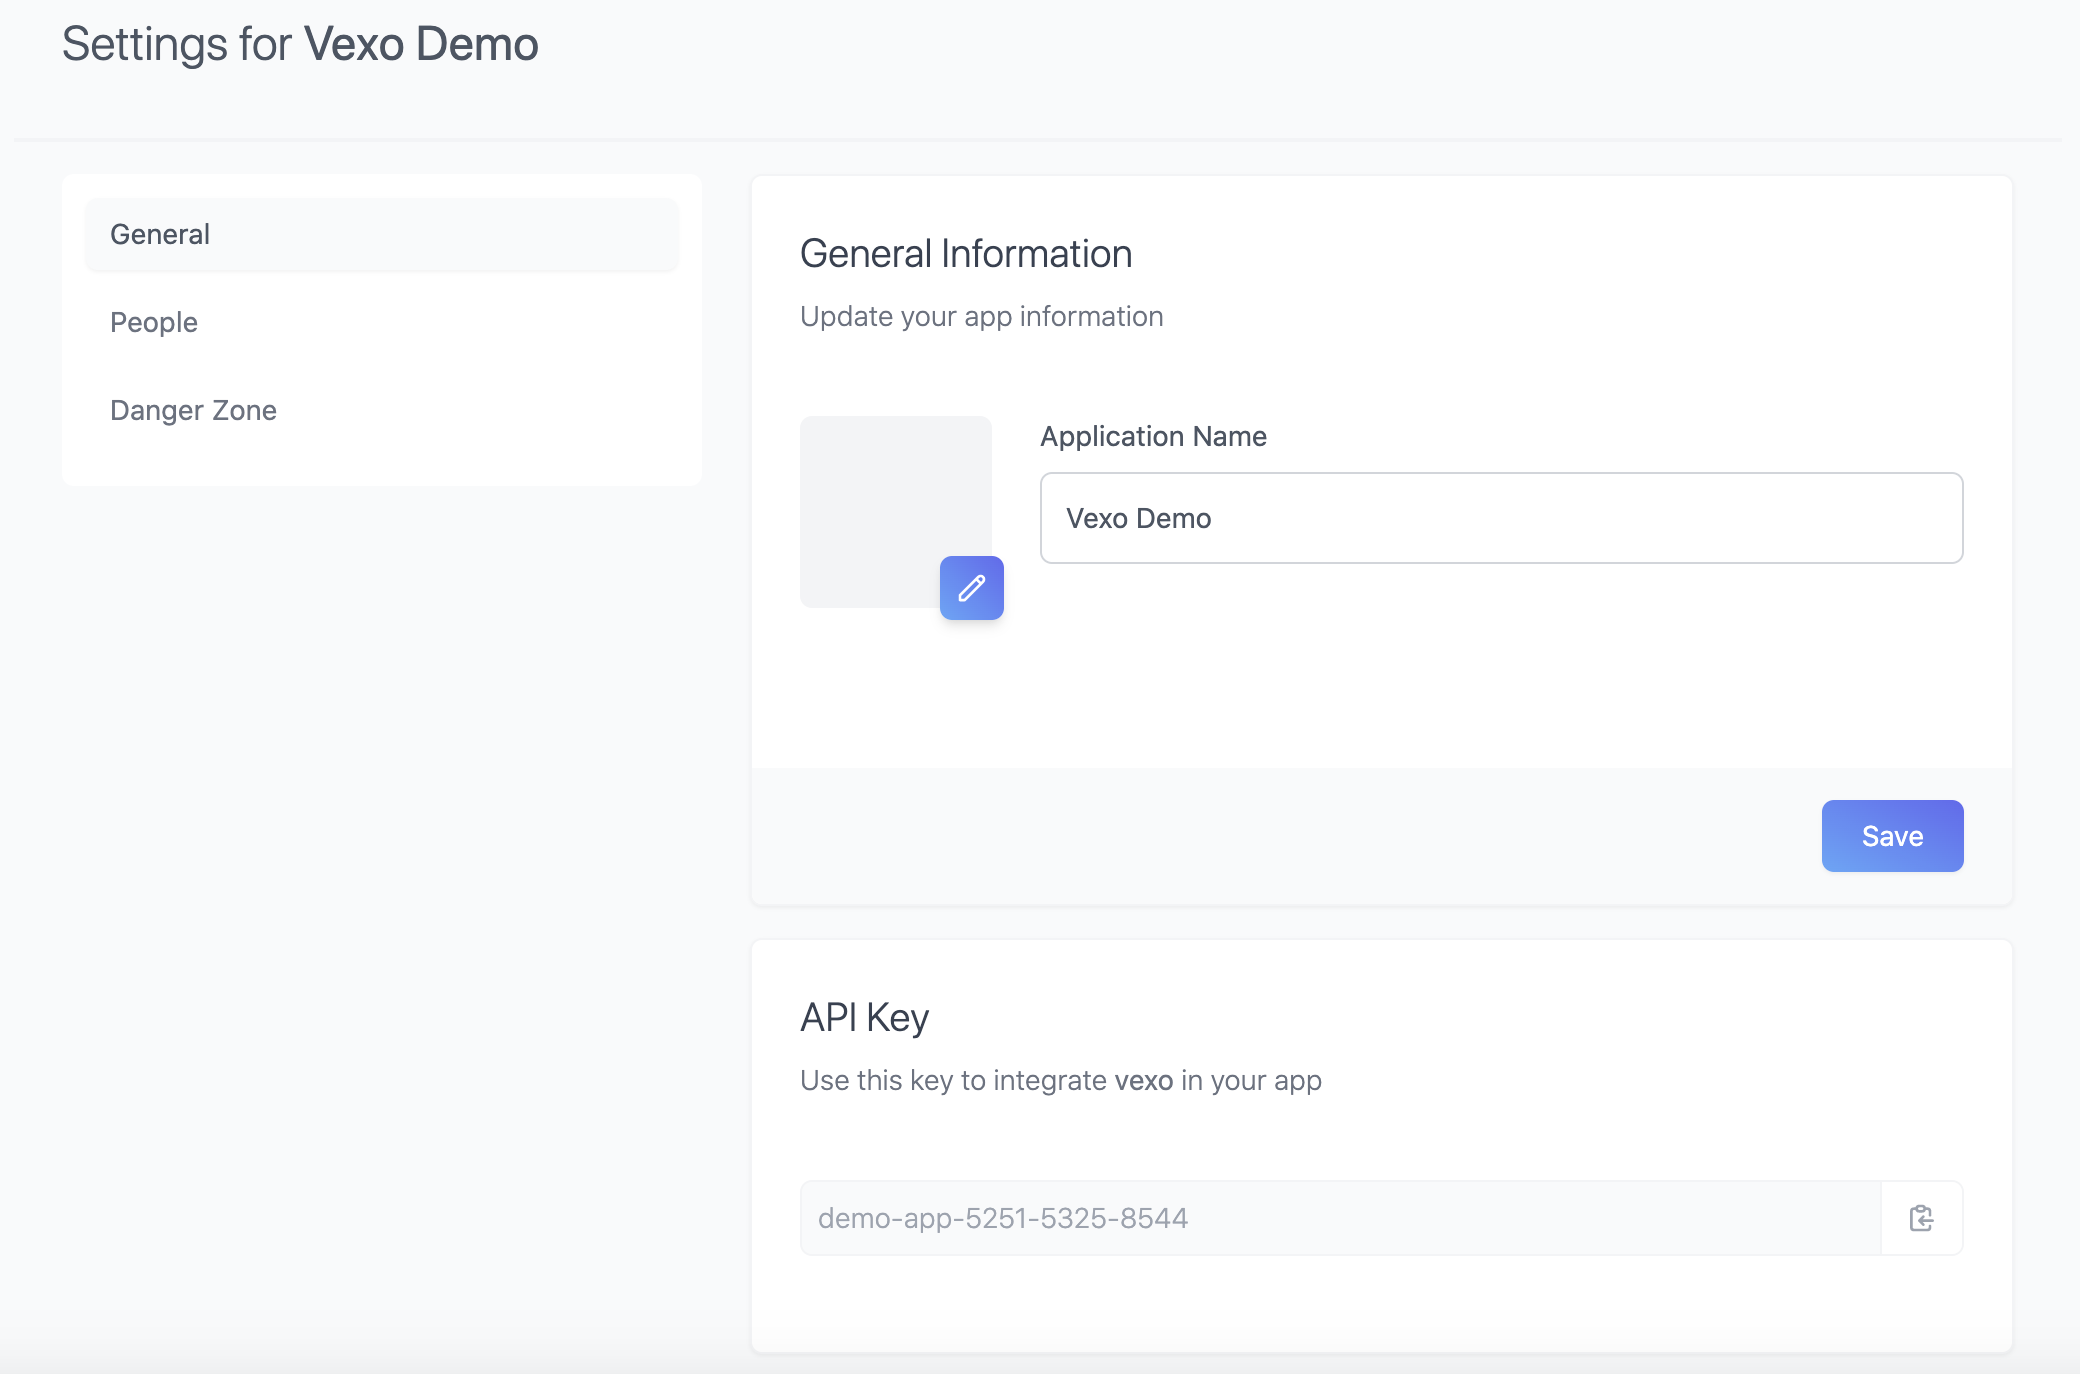 Settings for Vexo Demo
General
People
Danger Zone
General Information
Update your app information
Application Name
Vexo Demo
Save
API Key
Use this key to integrate vexo in your app
demo-app-5251-5325-8544